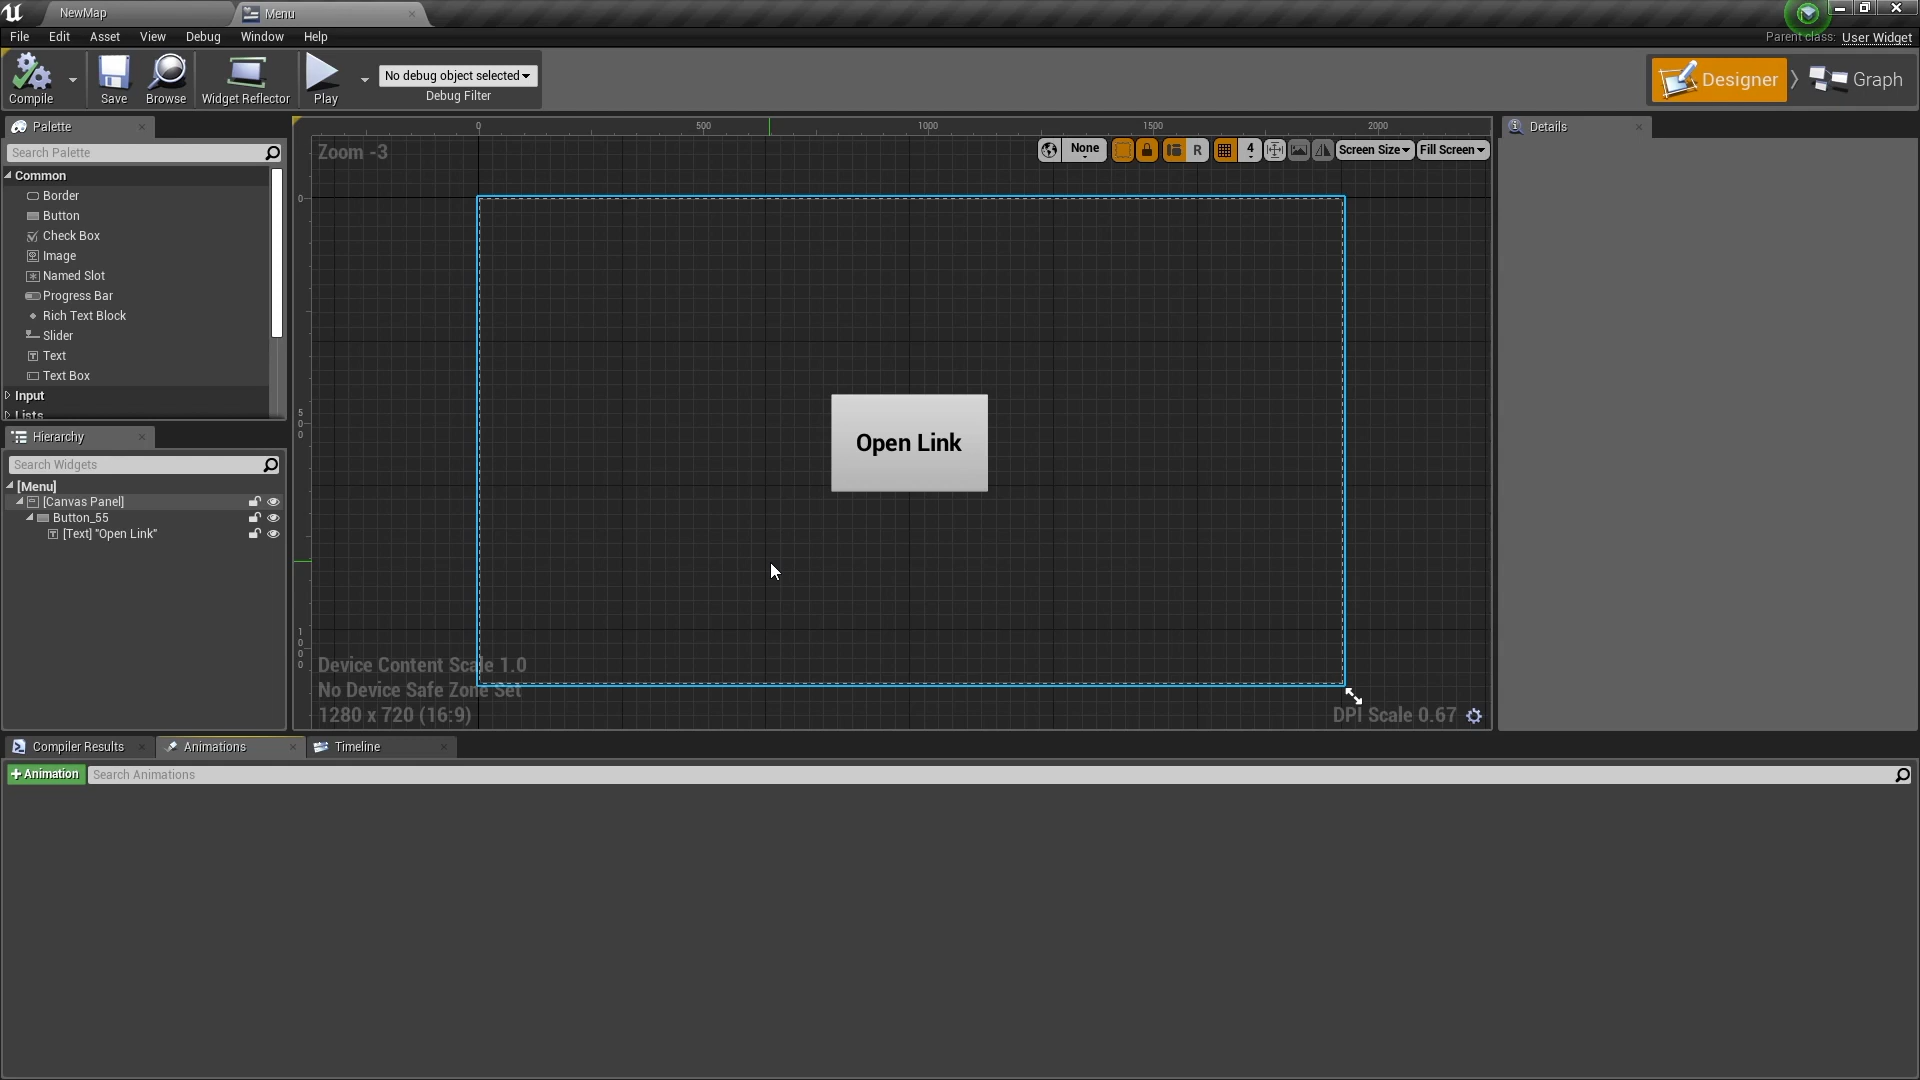 NewMap
Menu
File Edit Asset View Debug Window Help
Parent class: User Widget
Compile
Save
Browse
Widget Reflector
Play
No debug object selected
Debug Filter
Designer
Graph
Palette
Search Palette
Common
Border
Button
Check Box
Image
Named Slot
Progress Bar
Rich Text Block
Slider
Text
Text Box
Input
Lists
Hierarchy
Search Widgets
[Menu]
[Canvas Panel]
Button_55
[Text] "Open Link"
0 500 1000 1500 2000
Zoom -3
None
R
4
Screen Size
Fill Screen
0
500
1000
Open Link
Device Content Scale 1.0
No Device Safe Zone Set
1280 x 720 (16:9)
DPI Scale 0.67
Details
Compiler Results
Animations
Timeline
+Animation
Search Animations